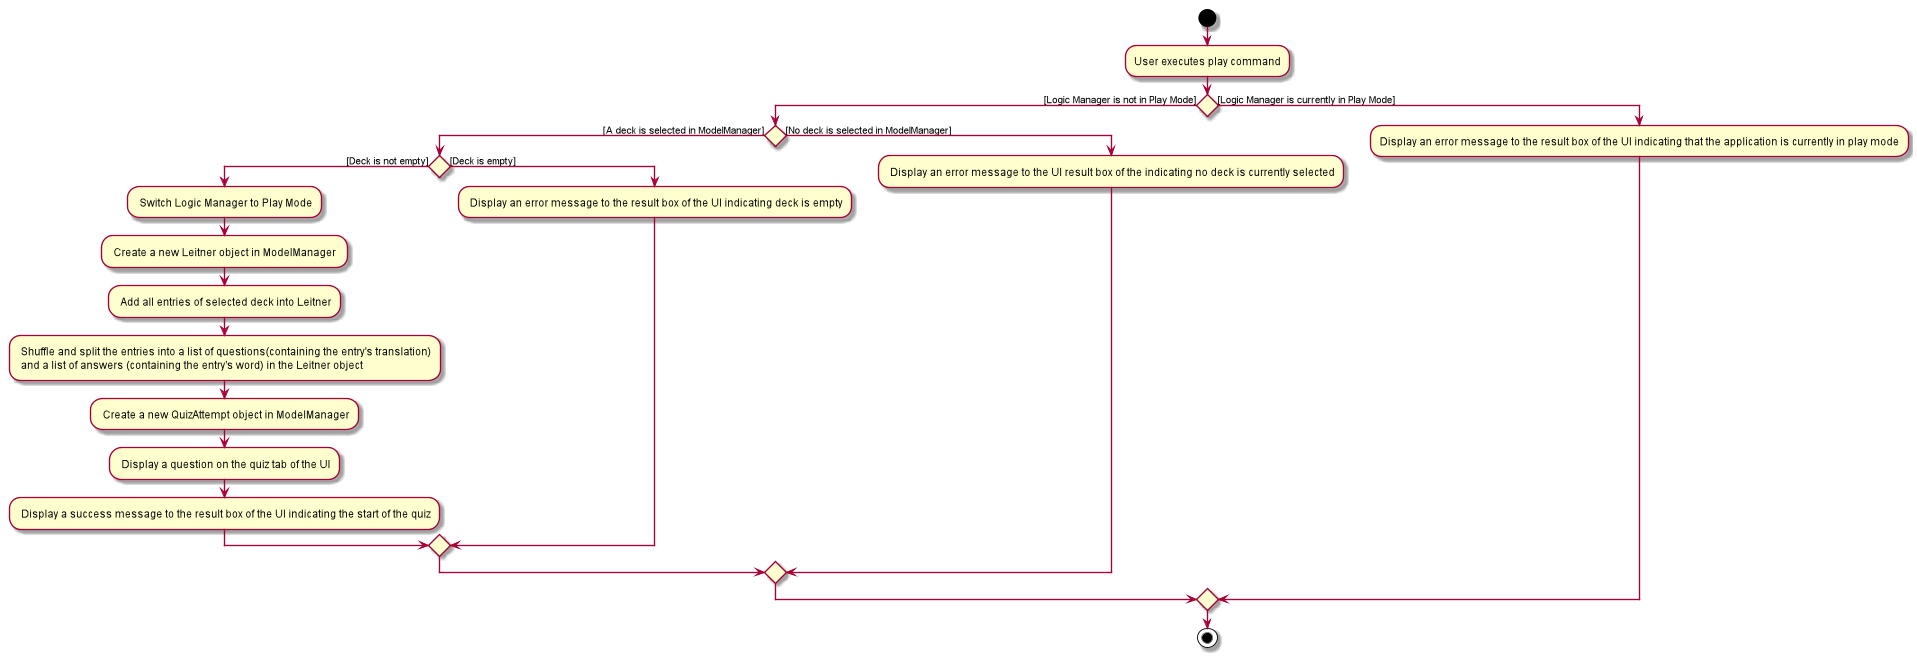 User executes play command
[Logic Manager is not in Play Mode]
[Logic Manager is currently in Play Mode]
[A deck is selected in ModelManager]
[No deck is selected in ModelManager]
Display an error message to the result box of the UI indicating that the application is currently in play mode
[Deck is not empty]
[Deck is empty]
Display an error message to the UI result box of the indicating no deck is currently selected
Switch Logic Manager to Play Mode
Display an error message to the result box of the UI indicating deck is empty
Create a new Leitner object in ModelManager
Add all entries of selected deck into Leitner
Shuffle and split the entries into a list of questions(containing the entry's translation)
and a list of answers (containing the entry's word) in the Leitner object
Create a new QuizAttempt object in ModelManager
Display a question on the quiz tab of the UI
Display a success message to the result box of the UI indicating the start of the quiz